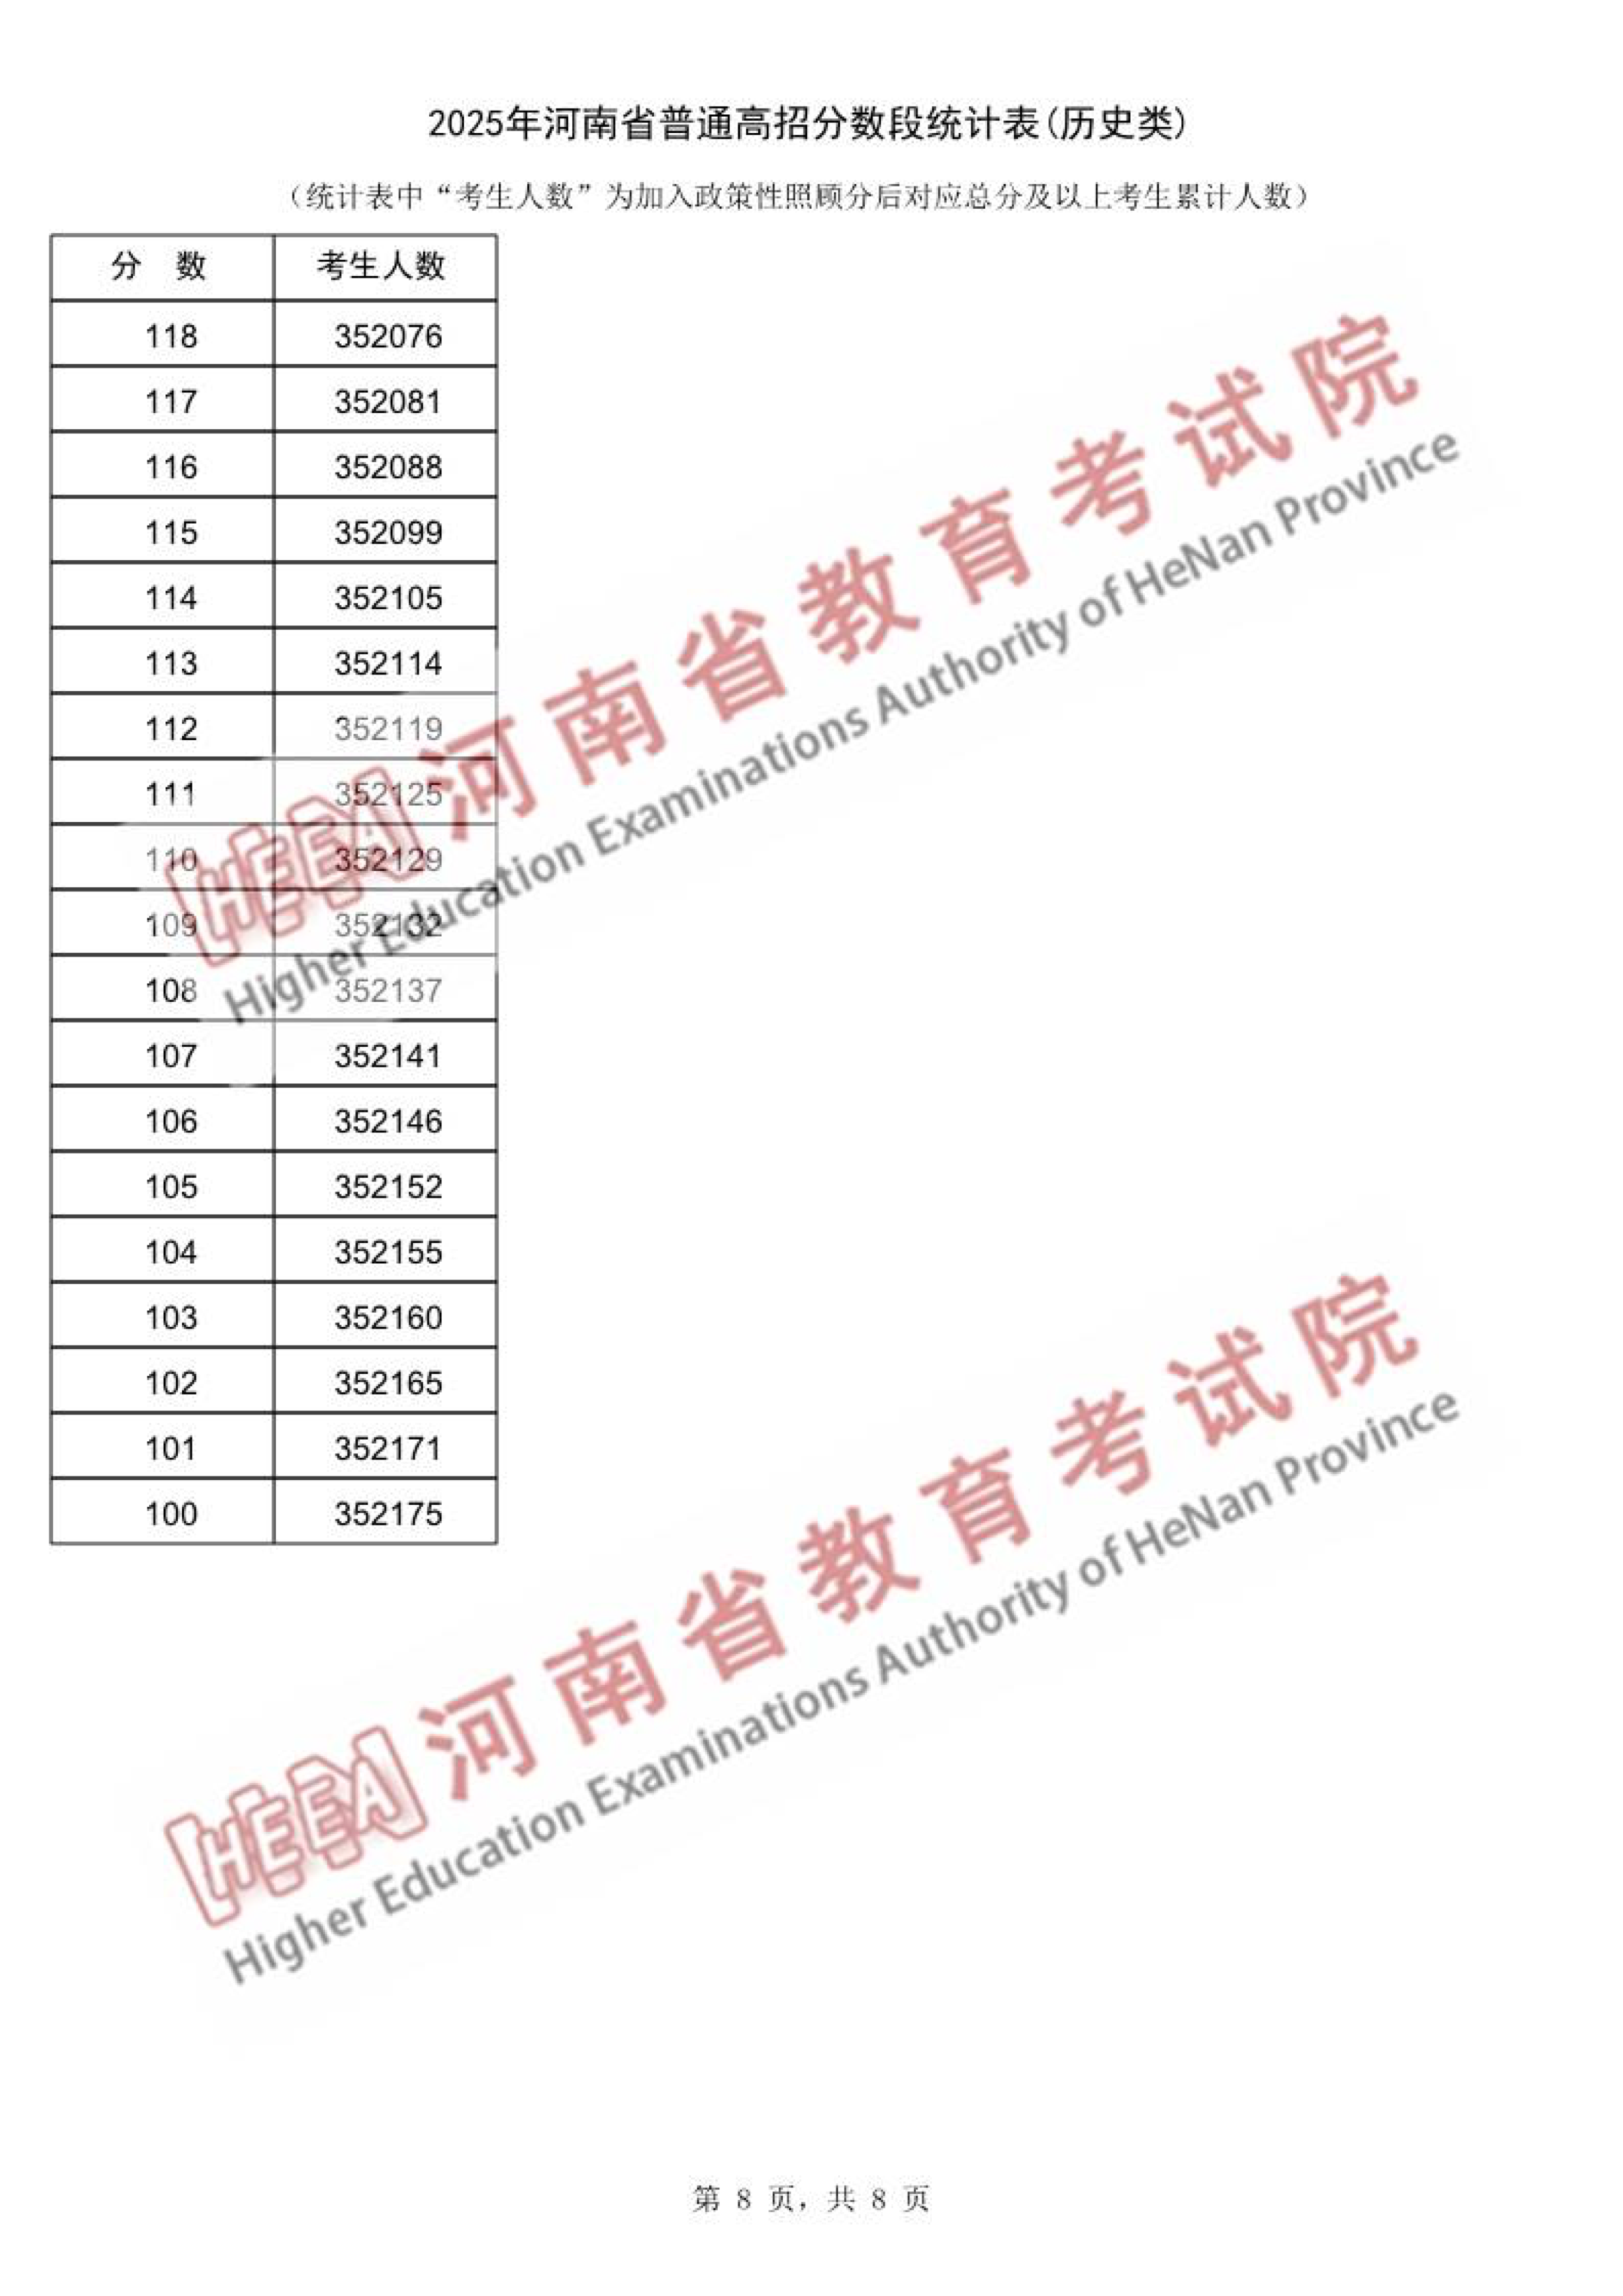 2025年河南省普通高招分数段统计表(历史类)
（统计表中“考生人数”为加入政策性照顾分后对应总分及以上考生累计人数）
分 数 考生人数
118 352076
117 352081
116 352088
115 352099
114 352105
113 352114
112 352119
111 352125
110 352129
109 352132
108 352137
107 352141
106 352146
105 352152
104 352155
103 352160
102 352165
101 352171
100 352175
HEEA 河南省教育考试院
Higher Education Examinations Authority of HeNan Province
HEEA 河南省教育考试院
Higher Education Examinations Authority of HeNan Province
第 8 页，共 8 页